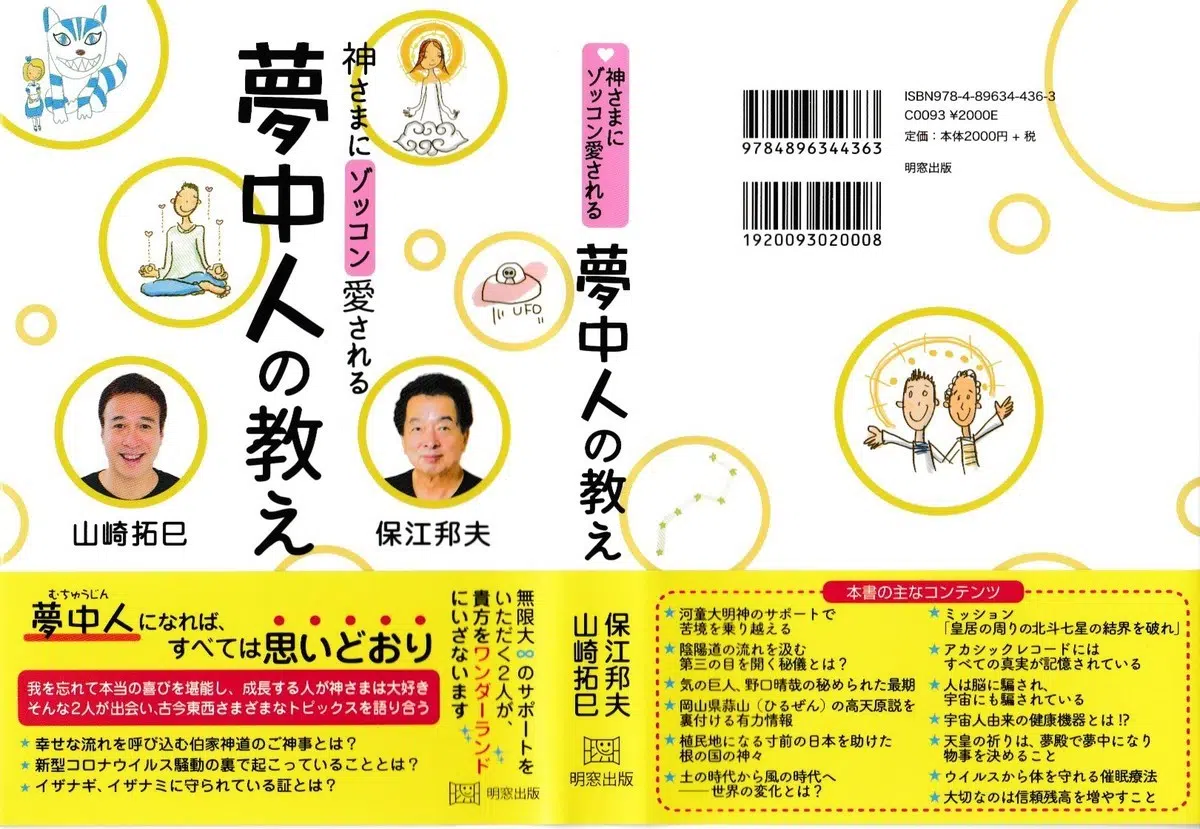 神さまにゾッコン愛される
夢中人の教え
UFO
山崎拓巳
保江邦夫
むちゅうじん
夢中人になれば、
すべては思いどおり
我を忘れて本当の喜びを堪能し、成長する人が神さまは大好き
そんな2人が出会い、古今東西さまざまなトピックスを語り合う
★幸せな流れを呼び込む伯家神道のご神事とは？
★新型コロナウイルス騒動の裏で起こっていることとは？
★イザナギ、イザナミに守られている証とは？
無限大∞のサポートを
いただく2人が、
貴方をワンダーランド
にいざないます
明窓出版
♥神さまに
ゾッコン愛される
夢中人の教え
保江邦夫
山崎拓巳
明窓出版
9784896344363
1920093020008
ISBN978-4-89634-436-3
C0093 ¥2000E
定価：本体2000円＋税
明窓出版
本書の主なコンテンツ
★河童大明神のサポートで
苦境を乗り越える
★陰陽道の流れを汲む
第三の目を開く秘儀とは？
★気の巨人、野口晴哉の秘められた最期
★岡山県蒜山（ひるぜん）の高天原説を
裏付ける有力情報
★植民地になる寸前の日本を助けた
根の国の神々
★土の時代から風の時代へ
——世界の変化とは？
★ミッション
「皇居の周りの北斗七星の結界を破れ」
★アカシックレコードには
すべての真実が記憶されている
★人は脳に騙され、
宇宙にも騙されている
★宇宙人由来の健康機器とは!?
★天皇の祈りは、夢殿で夢中になり
物事を決めること
★ウイルスから体を守れる催眠療法
★大切なのは信頼残高を増やすこと